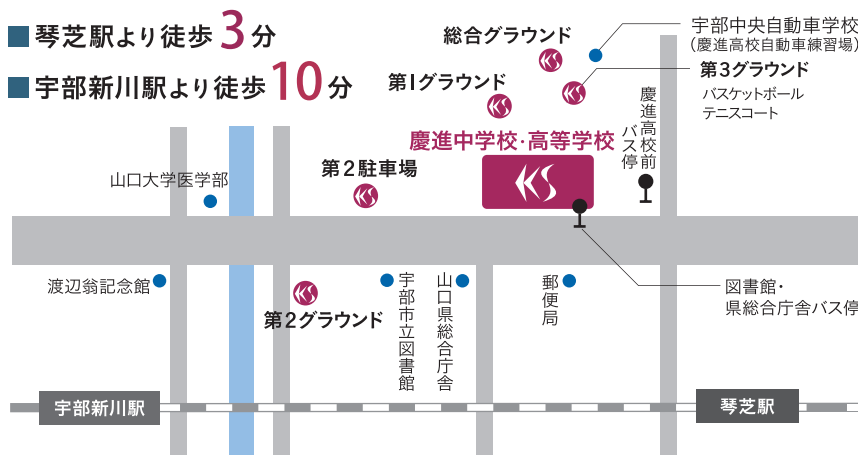 琴芝駅より徒歩3分
宇部新川駅より徒歩10分
総合グラウンド
宇部中央自動車学校
(慶進高校自動車練習場)
第1グラウンド
第3グラウンド
バスケットボール
テニスコート
慶進中学校・高等学校
慶進高校前
バス停
第2駐車場
KS
山口大学医学部
渡辺翁記念館
第2グラウンド
宇部市立図書館
山口県総合庁舎
郵便局
図書館・
県総合庁舎バス停
宇部新川駅
琴芝駅